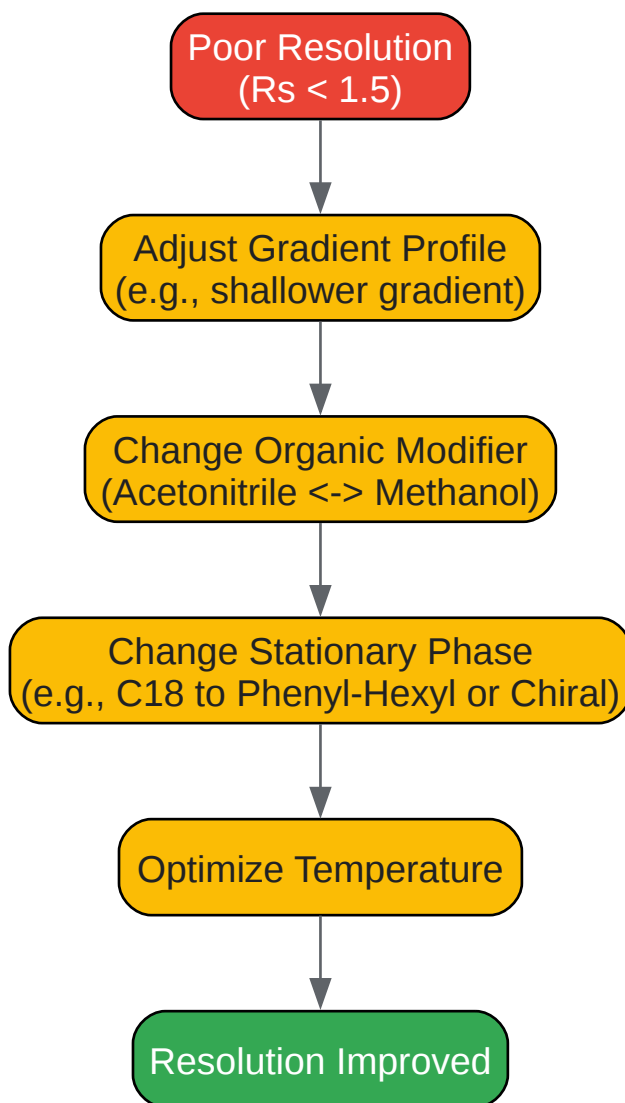 Poor Resolution
(Rs < 1.5)
Adjust Gradient Profile
(e.g., shallower gradient)
Change Organic Modifier
(Acetonitrile <-> Methanol)
Change Stationary Phase
(e.g., C18 to Phenyl-Hexyl or Chiral)
Optimize Temperature
Resolution Improved